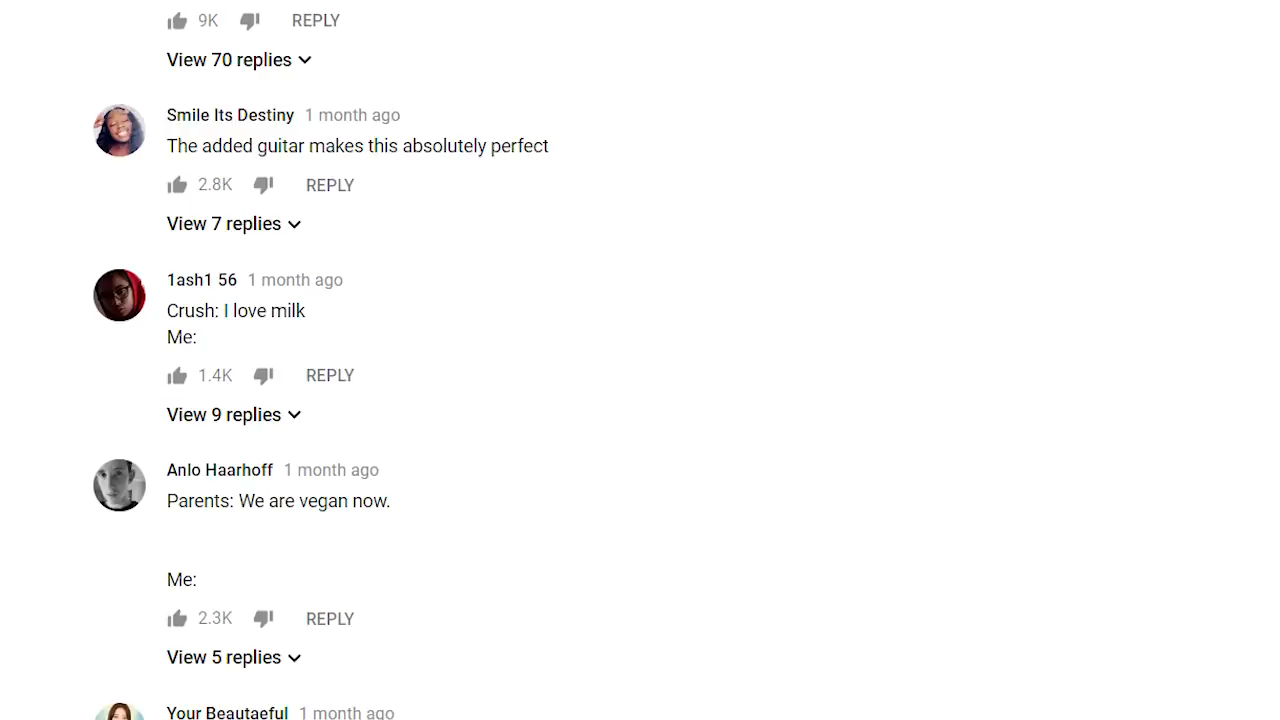 9K REPLY
View 70 replies
Smile Its Destiny 1 month ago
The added guitar makes this absolutely perfect
2.8K REPLY
View 7 replies
1ash1 56 1 month ago
Crush: I love milk
Me:
1.4K REPLY
View 9 replies
Anlo Haarhoff 1 month ago
Parents: We are vegan now.
Me:
2.3K REPLY
View 5 replies
Your Beautaeful 1 month ago